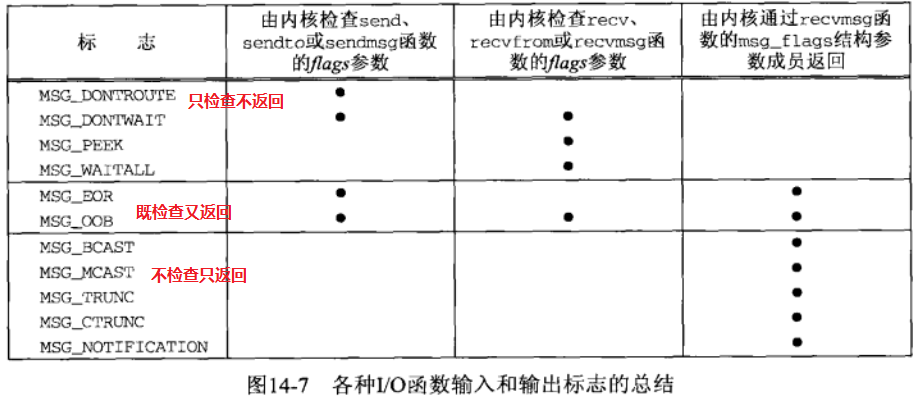 标 志
由内核检查send、
sendto或sendmsg函数
的flags参数
由内核检查recv、
recvfrom或recvmsg函
数的flags参数
由内核通过recvmsg函
数的msg_flags结构参
数成员返回
MSG_DONTROUTE
只检查不返回
MSG_DONTWAIT
MSG_PEEK
MSG_WAITALL
MSG_EOR
既检查又返回
MSG_OOB
MSG_BCAST
MSG_MCAST
不检查只返回
MSG_TRUNC
MSG_CTRUNC
MSG_NOTIFICATION
图14-7 各种I/O函数输入和输出标志的总结